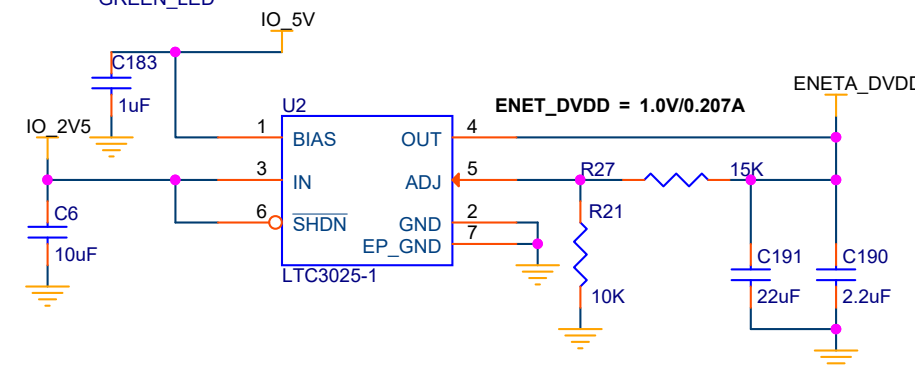 GREEN_LED
IO_5V
C183
1uF
ENETA_DVDD
ENET_DVDD = 1.0V/0.207A
U2
IO_2V5
1
BIAS
OUT
4
3
IN
ADJ
5
R27
15K
6
SHDN
GND
2
EP_GND
7
LTC3025-1
C6
10uF
R21
10K
C191
22uF
C190
2.2uF